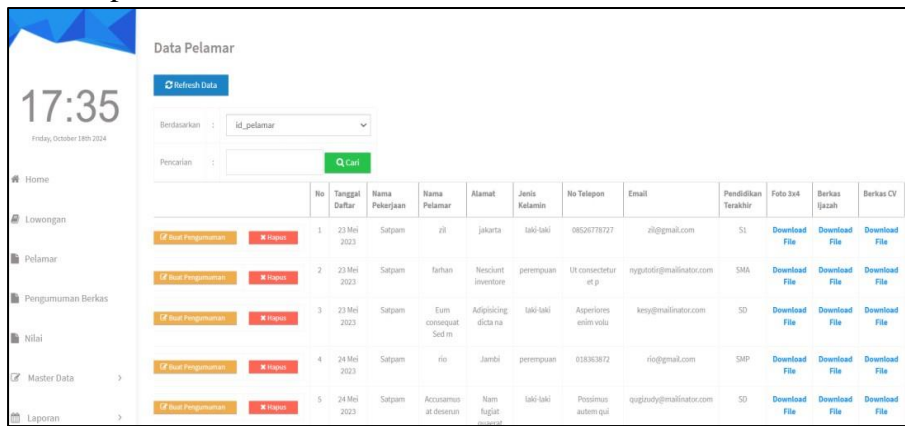 Data Pelamar
Refresh Data
17:35
Friday, October 18th 2024
Berdasarkan : id_pelamar
Pencarian : Cari
Home
Lowongan
Pelamar
Pengumuman Berkas
Nilai
Master Data >
Laporan >
No Tanggal Daftar Nama Pekerjaan Nama Pelamar Alamat Jenis Kelamin No Telepon Email Pendidikan Terakhir Foto 3x4 Berkas Ijazah Berkas CV
Buat Pengumuman Hapus 1 23 Mei 2023 Satpam zil jakarta laki-laki 08526778727 zil@gmail.com S1 Download File Download File Download File
Buat Pengumuman Hapus 2 23 Mei 2023 Satpam farhan Nesciunt inventore perempuan Ut consectetur et p nygutotir@mailinator.com SMA Download File Download File Download File
Buat Pengumuman Hapus 3 23 Mei 2023 Satpam Eum consequat Sed m Adipisicing dicta na laki-laki Asperiores enim volu kesy@mailinator.com SD Download File Download File Download File
Buat Pengumuman Hapus 4 24 Mei 2023 Satpam rio Jambi perempuan 018363872 rio@gmail.com SMP Download File Download File Download File
Buat Pengumuman Hapus 5 24 Mei 2023 Satpam Accusamus at deserun Nam fugiat laki-laki Possimus autem qui qugizudy@mailinator.com SD Download File Download File Download File